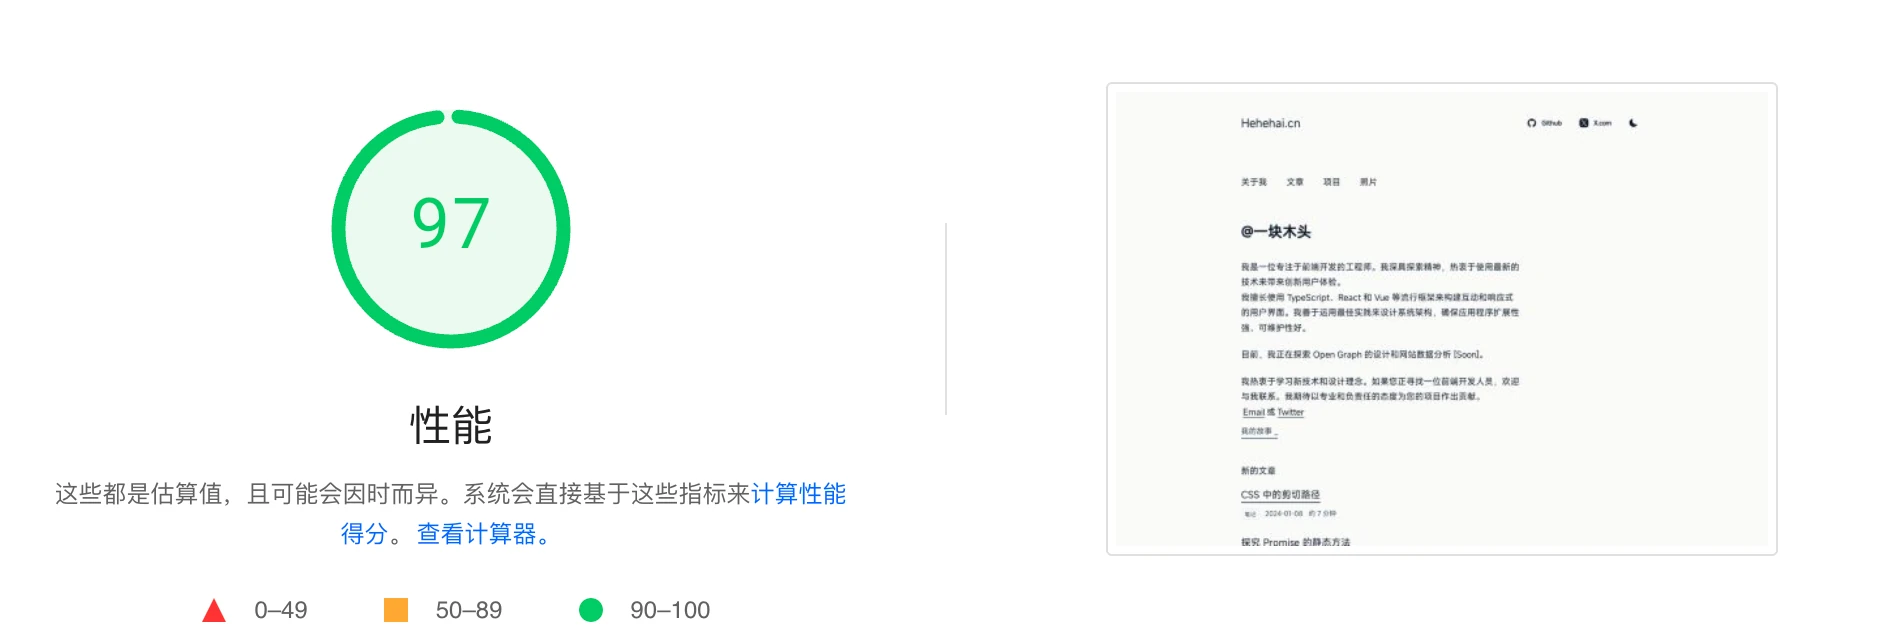 97
性能
这些都是估算值，且可能会因时而异。系统会直接基于这些指标来计算性能
得分。 查看计算器。
0–49
50–89
90–100
Hehehai.cn
Github
X.com
关于我 文章 项目 照片
@一块木头
我是一位专注于前端开发的工程师。我深具探索精神，热衷于使用最新的
技术来带来创新用户体验。
我擅长使用 TypeScript、React 和 Vue 等流行框架来构建互动和响应式
的用户界面。我善于运用最佳实践来设计系统架构，确保应用程序扩展性
强、可维护性好。
目前，我正在探索 Open Graph 的设计和网站数据分析 [Soon]。
我热衷于学习新技术和设计理念。如果您正寻找一位前端开发人员，欢迎
与我联系。我期待以专业和负责任的态度为您的项目作出贡献。
Email 或 Twitter
我的故事 _
新的文章
CSS 中的剪切路径
笔记 2024-01-08 约 7 分钟
探究 Promise 的静态方法